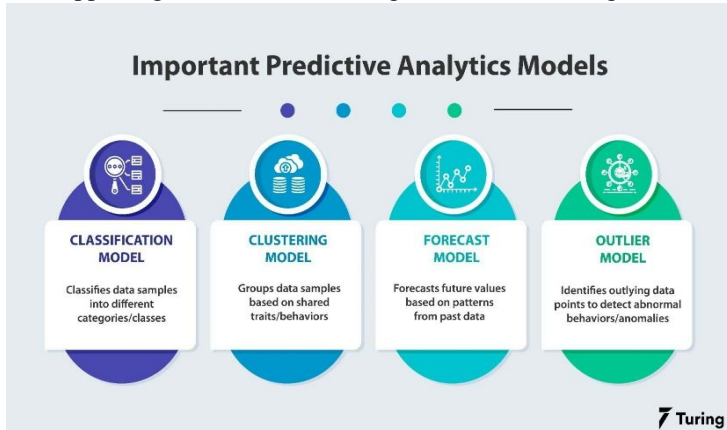 Important Predictive Analytics Models
CLASSIFICATION
MODEL
Classifies data samples
into different
categories/classes
CLUSTERING
MODEL
Groups data samples
based on shared
traits/behaviors
FORECAST
MODEL
Forecasts future values
based on patterns
from past data
OUTLIER
MODEL
Identifies outlying data
points to detect abnormal
behaviors/anomalies
Turing